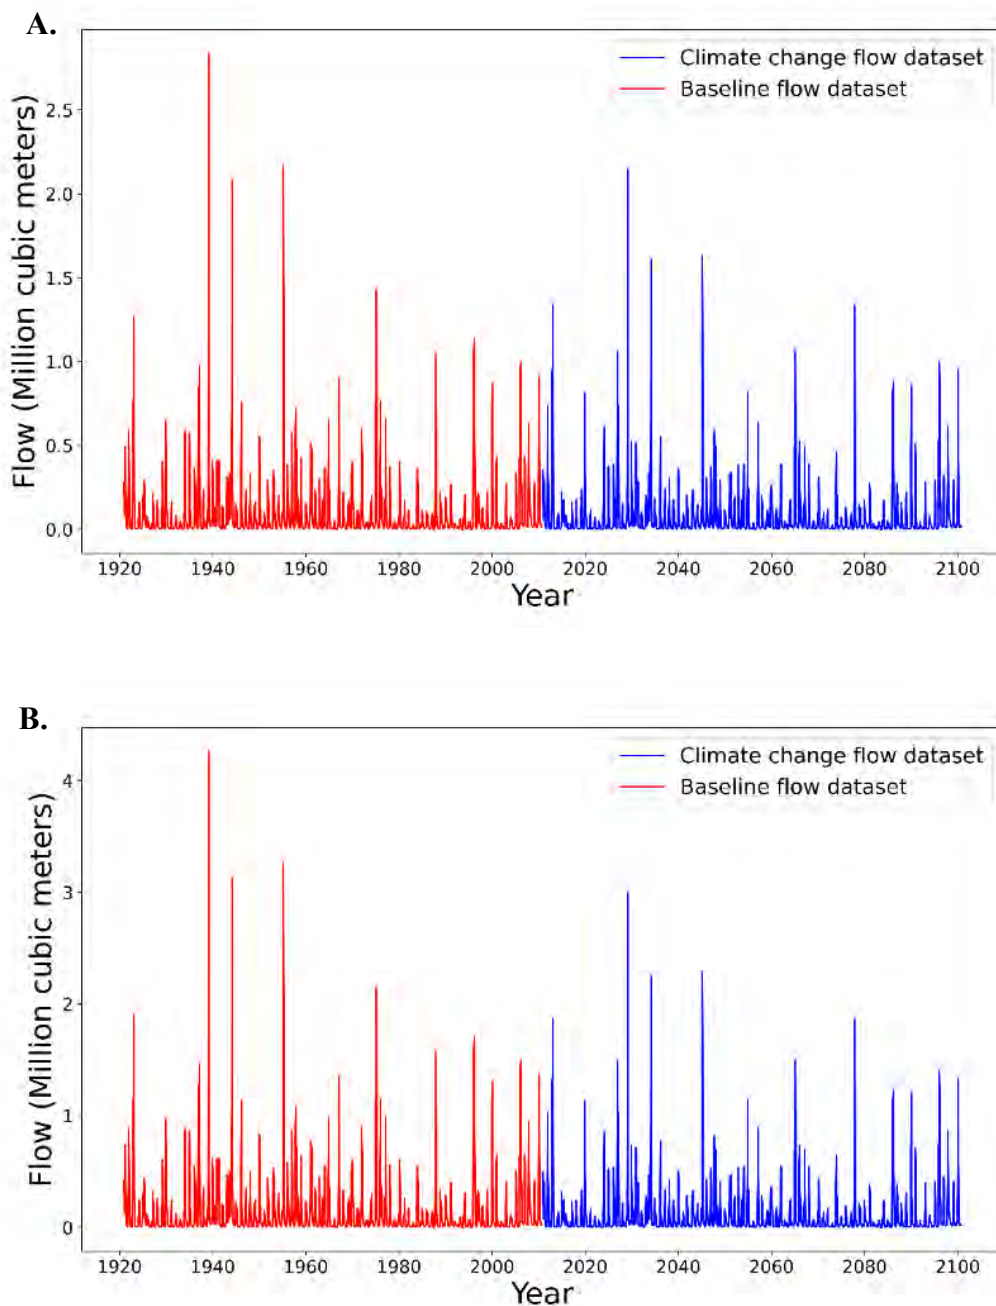 A.
Climate change flow dataset
Baseline flow dataset
Flow (Million cubic meters)
2.5
2.0
1.5
1.0
0.5
0.0
1920 1940 1960 1980 2000 2020 2040 2060 2080 2100
Year
B.
Climate change flow dataset
Baseline flow dataset
Flow (Million cubic meters)
4
3
2
1
0
1920 1940 1960 1980 2000 2020 2040 2060 2080 2100
Year